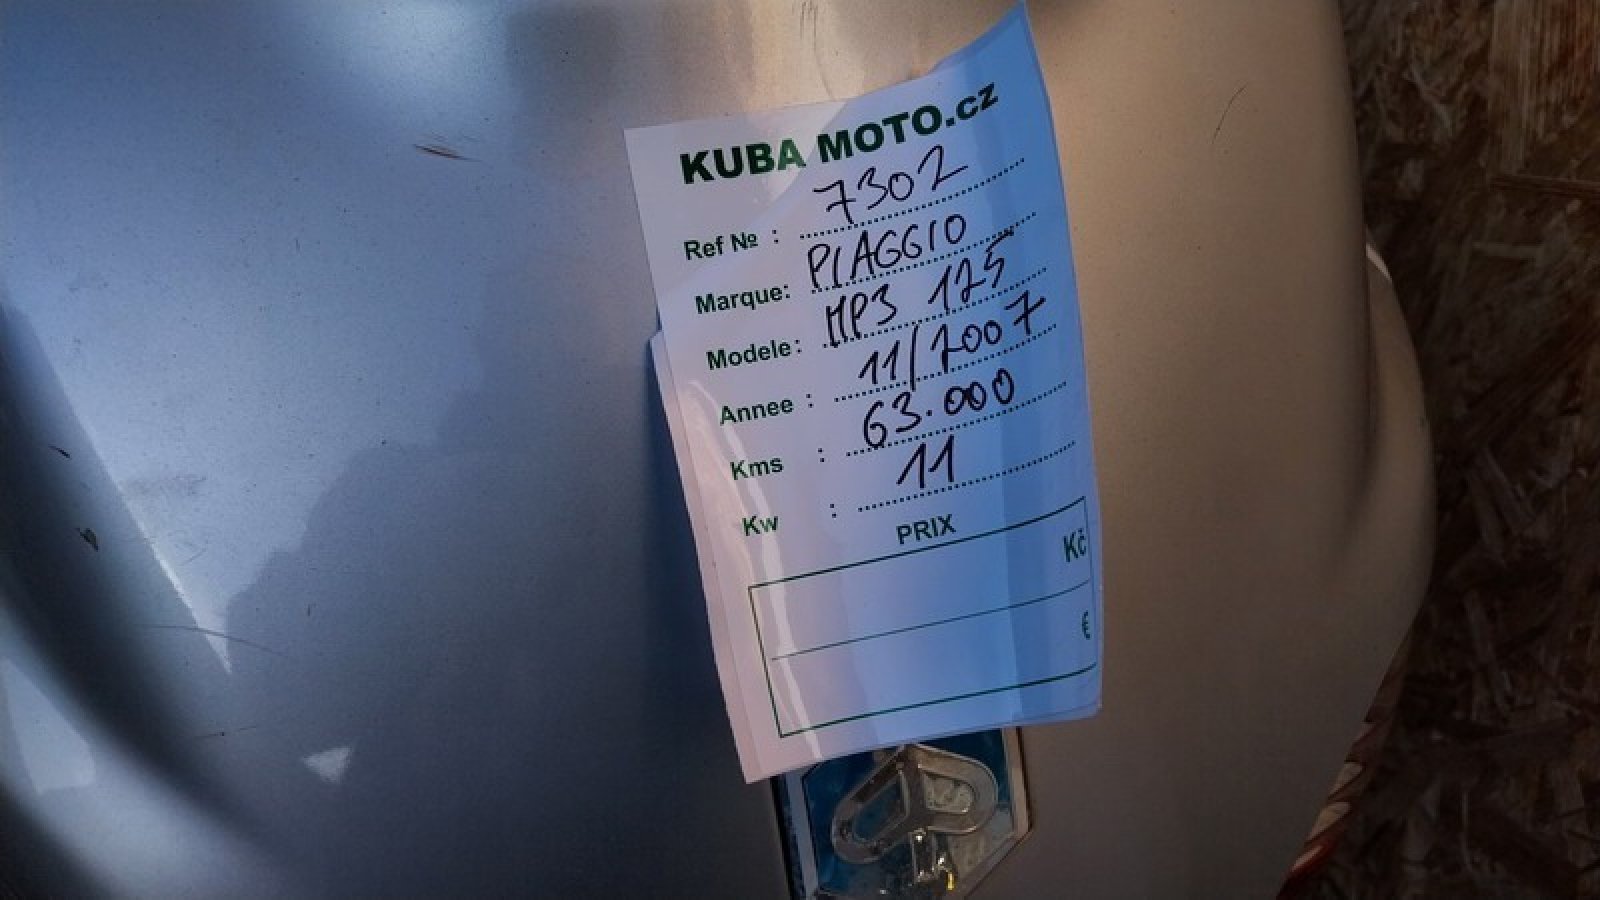 KUBA MOTO.cz
Ref № : 7302
Marque: PIAGGIO
Modele: MP3 125
Annee : 11/2007
Kms : 63.000
Kw : 11
PRIX
Kč
€